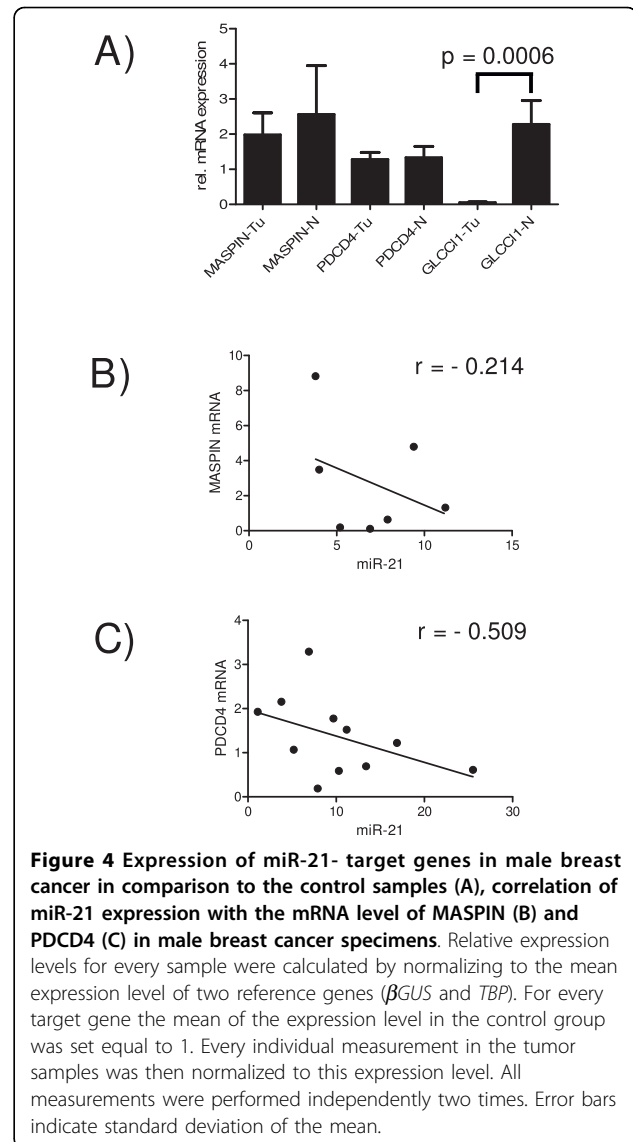 A)
p = 0.0006
rel. mRNA expression
5
4
3
2
1
0
MASPIN-Tu
MASPIN-N
PDCD4-Tu
PDCD4-N
GLCCI1-Tu
GLCCI1-N
B)
r = - 0.214
MASPIN mRNA
10
8
6
4
2
0
0 5 10 15
miR-21
C)
r = - 0.509
PDCD4 mRNA
4
3
2
1
0
0 10 20 30
miR-21
Figure 4 Expression of miR-21- target genes in male breast
cancer in comparison to the control samples (A), correlation of
miR-21 expression with the mRNA level of MASPIN (B) and
PDCD4 (C) in male breast cancer specimens. Relative expression
levels for every sample were calculated by normalizing to the mean
expression level of two reference genes (βGUS and TBP). For every
target gene the mean of the expression level in the control group
was set equal to 1. Every individual measurement in the tumor
samples was then normalized to this expression level. All
measurements were performed independently two times. Error bars
indicate standard deviation of the mean.